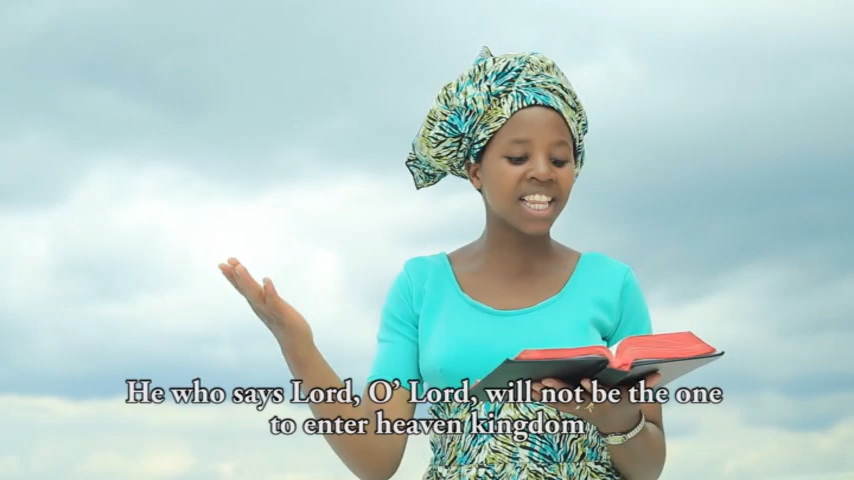 He who says Lord, O’ Lord, will not be the one
to enter heaven kingdom